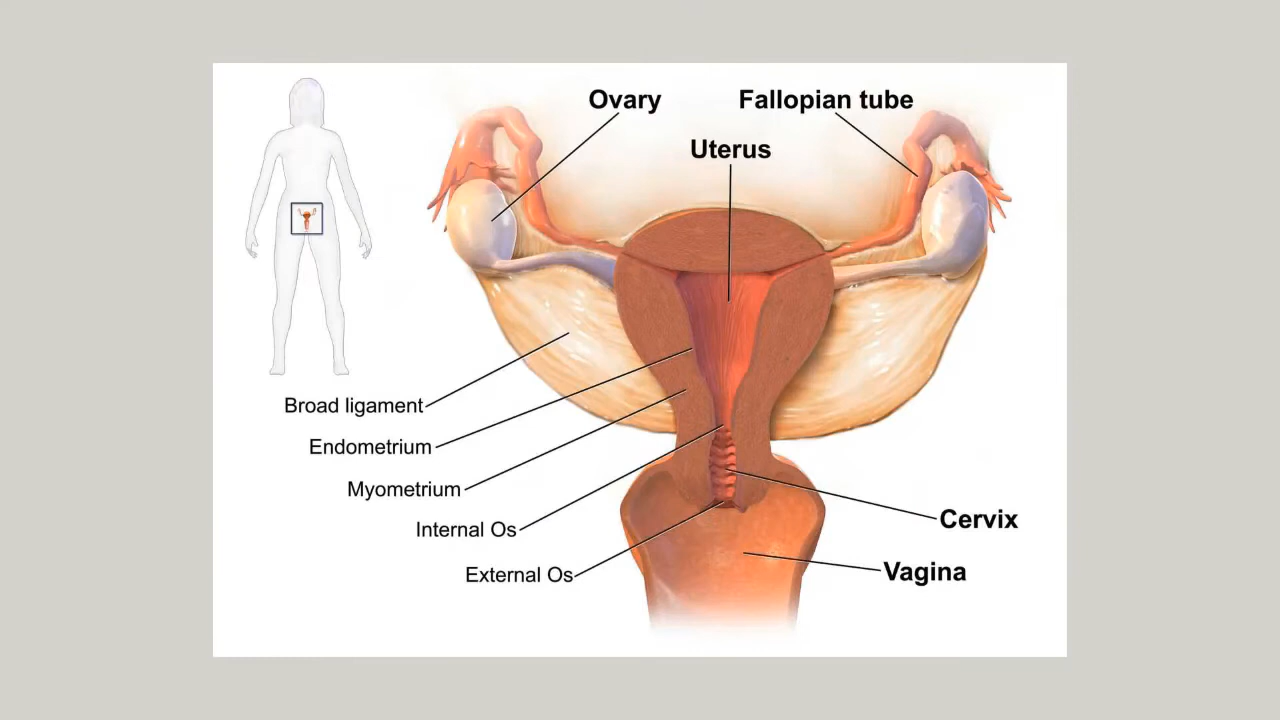 Ovary
Fallopian tube
Uterus
Broad ligament
Endometrium
Myometrium
Internal Os
External Os
Cervix
Vagina